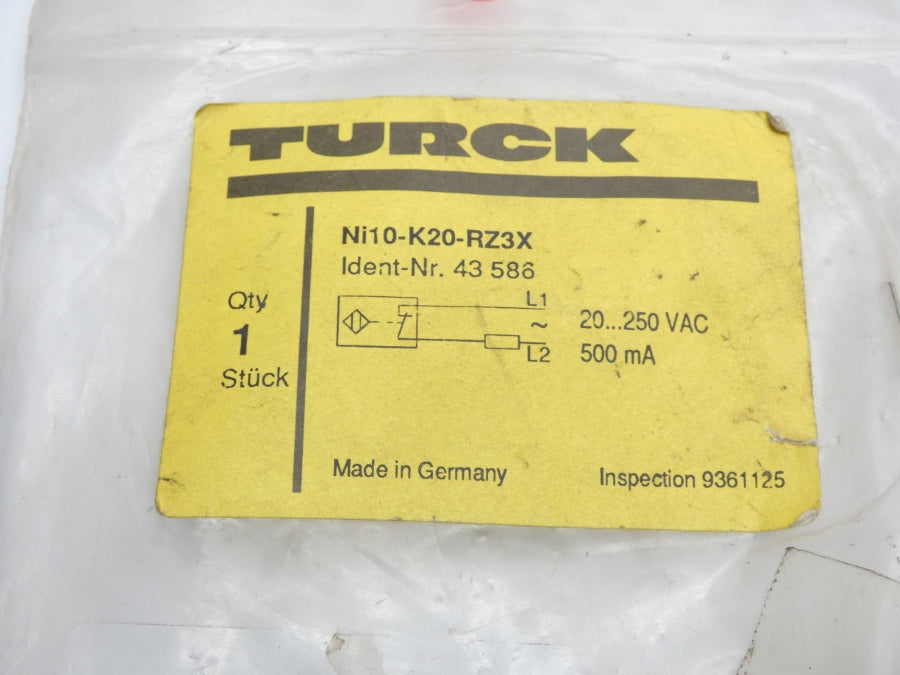 TURCK
Ni10-K20-RZ3X
Ident-Nr. 43 586
Qty
1
Stück
L1
~
L2
20...250 VAC
500 mA
Made in Germany
Inspection 9361125